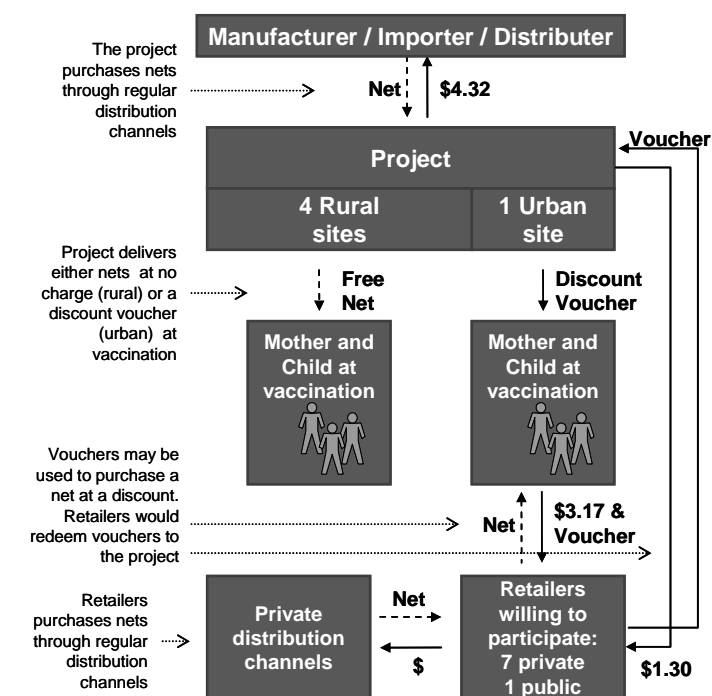 Manufacturer / Importer / Distributer
The project
purchases nets
through regular
distribution
channels
Net
$4.32
Voucher
Project
4 Rural
sites
1 Urban
site
Project delivers
either nets at no
charge (rural) or a
discount voucher
(urban) at
vaccination
Free
Net
Discount
Voucher
Mother and
Child at
vaccination
Mother and
Child at
vaccination
Vouchers may be
used to purchase a
net at a discount.
Retailers would
redeem vouchers to
the project
Net
$3.17 &
Voucher
Retailers
purchases nets
through regular
distribution
channels
Private
distribution
channels
Net
$
Retailers
willing to
participate:
7 private
1 public
$1.30